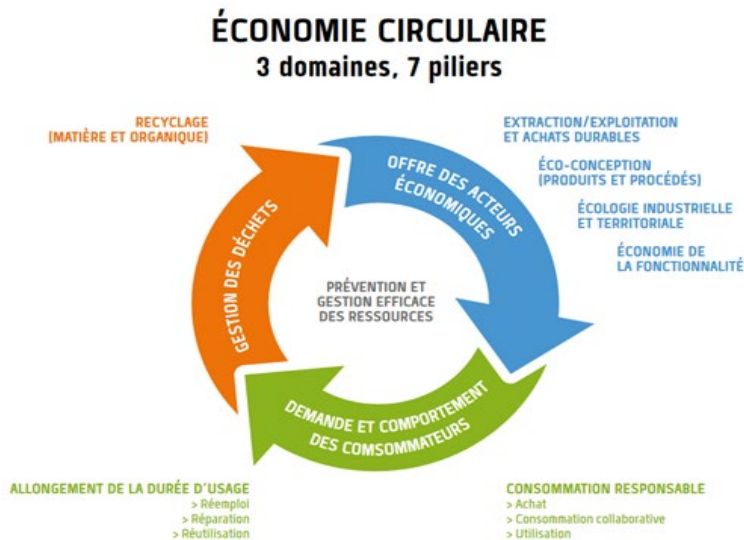 ÉCONOMIE CIRCULAIRE
3 domaines, 7 piliers
RECYCLAGE
(MATIÈRE ET ORGANIQUE)
EXTRACTION/EXPLOITATION
ET ACHATS DURABLES
ÉCO-CONCEPTION
(PRODUITS ET PROCÉDÉS)
ÉCOLOGIE INDUSTRIELLE
ET TERRITORIALE
ÉCONOMIE DE
LA FONCTIONNALITÉ
OFFRE DES ACTEURS
ÉCONOMIQUES
GESTION DES DÉCHETS
PRÉVENTION ET
GESTION EFFICACE
DES RESSOURCES
DEMANDE ET COMPORTEMENT
DES COMSOMMATEURS
ALLONGEMENT DE LA DURÉE D'USAGE
> Réemploi
> Réparation
> Réutilisation
CONSOMMATION RESPONSABLE
> Achat
> Consommation collaborative
> Utilisation